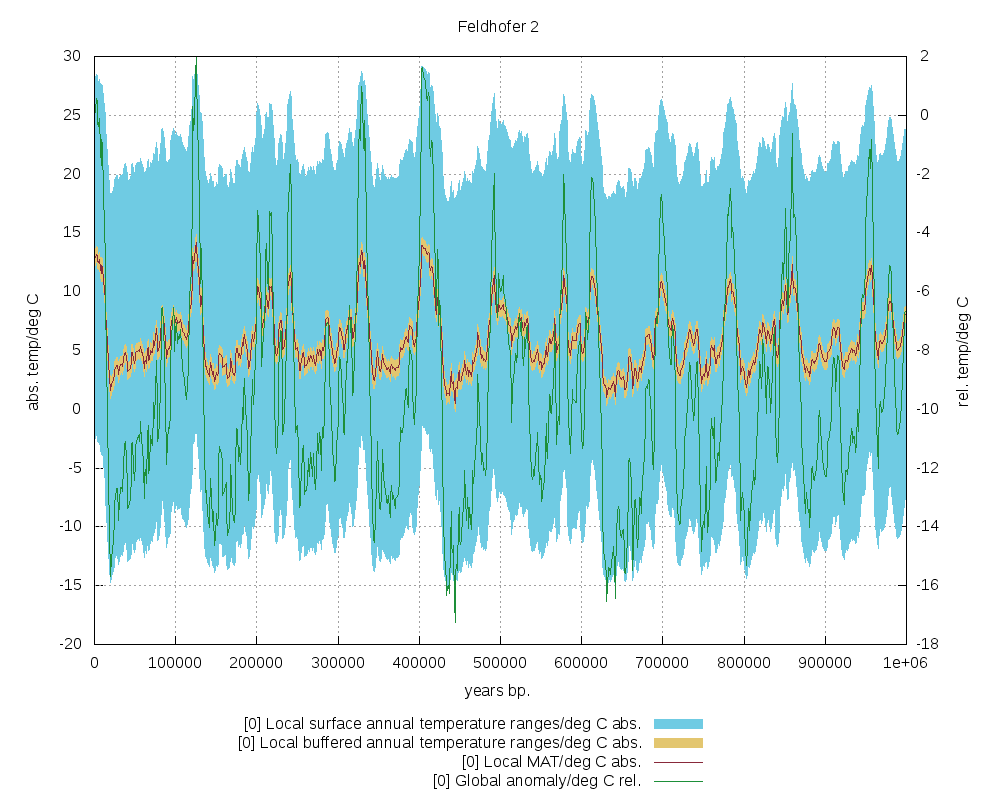 Feldhofer 2
30
25
20
15
10
5
0
-5
-10
-15
-20
abs. temp/deg C
2
0
-2
-4
-6
-8
-10
-12
-14
-16
-18
rel. temp/deg C
0 100000 200000 300000 400000 500000 600000 700000 800000 900000 1e+06
years bp.
[0] Local surface annual temperature ranges/deg C abs.
[0] Local buffered annual temperature ranges/deg C abs.
[0] Local MAT/deg C abs.
[0] Global anomaly/deg C rel.